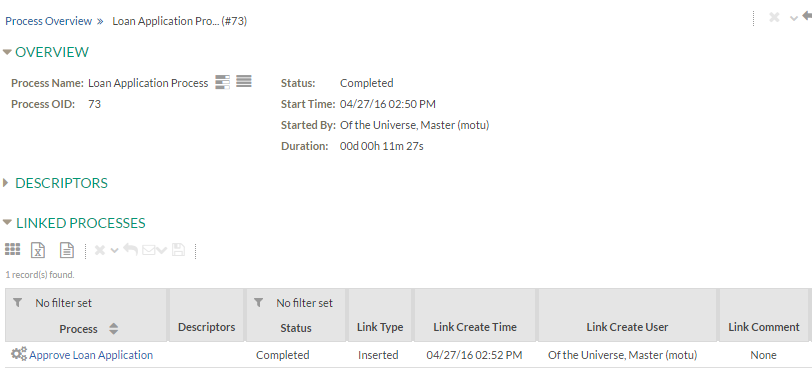 Process Overview » Loan Application Pro... (#73)
OVERVIEW
Process Name: Loan Application Process Status: Completed
Process OID: 73 Start Time: 04/27/16 02:50 PM
Started By: Of the Universe, Master (motu)
Duration: 00d 00h 11m 27s
DESCRIPTORS
LINKED PROCESSES
1 record(s) found.
No filter set No filter set
Process Descriptors Status Link Type Link Create Time Link Create User Link Comment
Approve Loan Application Completed Inserted 04/27/16 02:52 PM Of the Universe, Master (motu) None